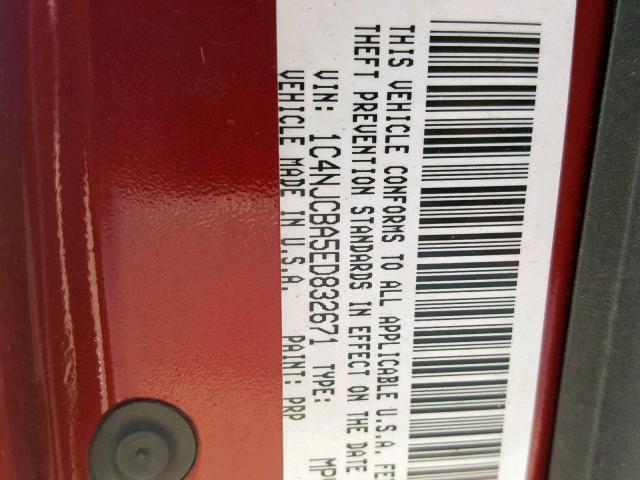 THIS VEHICLE CONFORMS TO ALL APPLICABLE U.S.A. FE
THEFT PREVENTION STANDARDS IN EFFECT ON THE DATE
VIN: 1C4NJCBA5ED832671 TYPE: MP
VEHICLE MADE IN U.S.A. PAINT: PRP